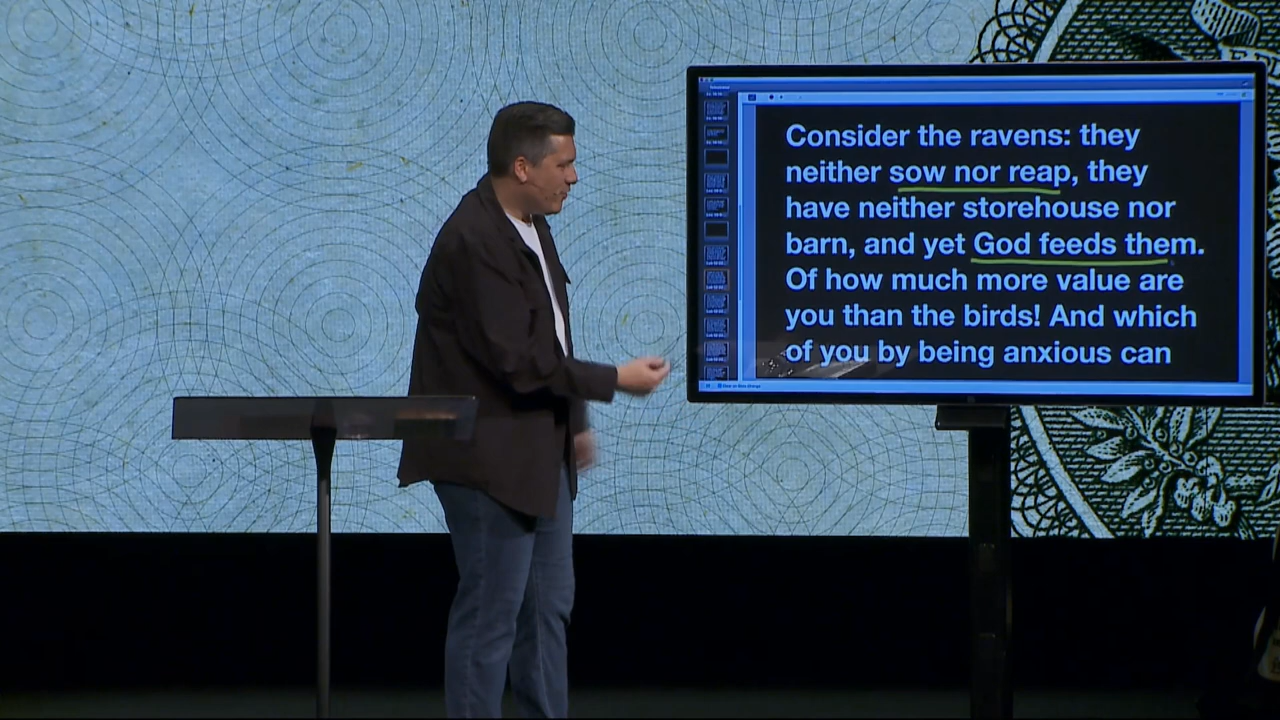 Consider the ravens: they
neither sow nor reap, they
have neither storehouse nor
barn, and yet God feeds them.
Of how much more value are
you than the birds! And which
of you by being anxious can